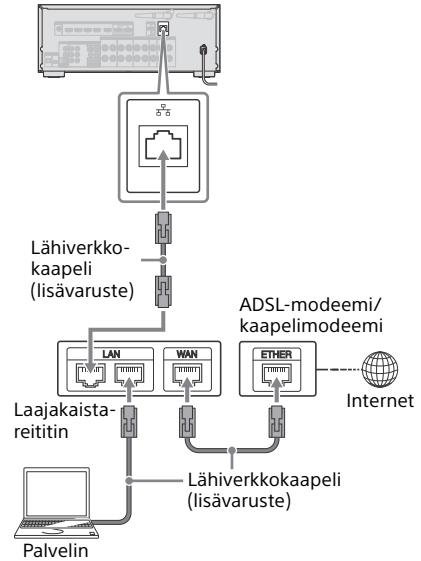 Lähiverkko-
kaapeli
(lisävaruste)
ADSL-modeemi/
kaapelimodeemi
LAN
WAN
ETHER
Laajakaista-
reititin
Internet
Lähiverkkokaapeli
(lisävaruste)
Palvelin